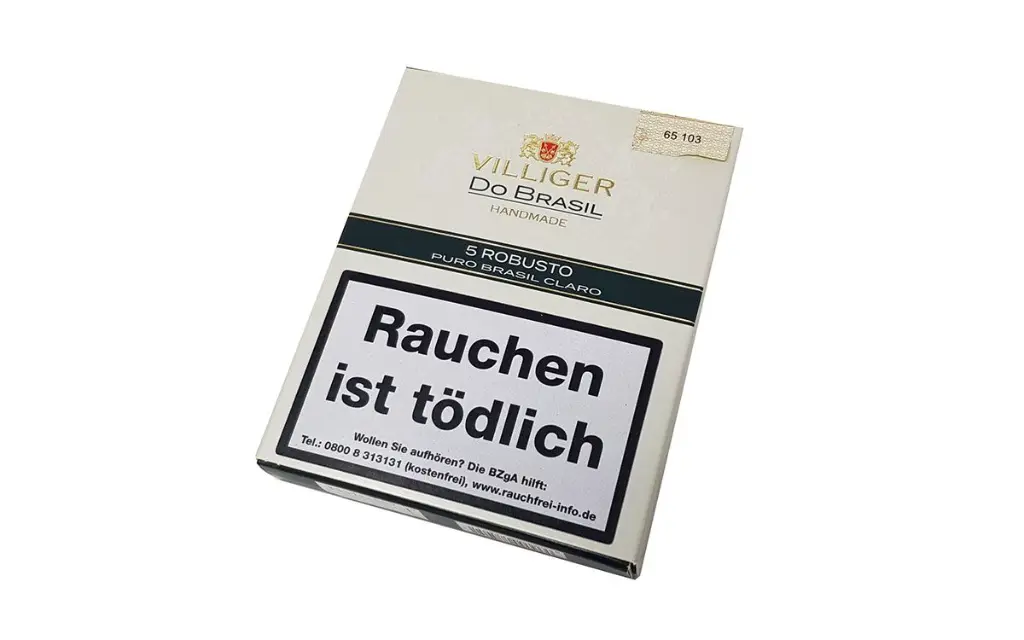 65 103
VILLIGER
DO BRASIL
HANDMADE
5 ROBUSTO
PURO BRASIL CLARO
Rauchen
ist tödlich
Wollen Sie aufhören? Die BZgA hilft:
Tel.: 0800 8 313131 (kostenfrei), www.rauchfrei-info.de